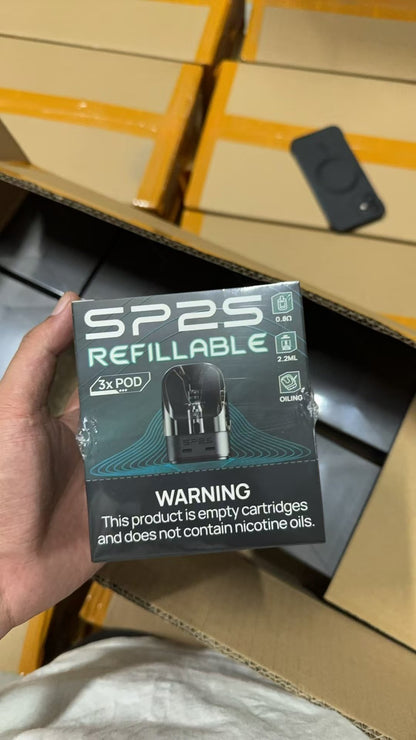 SP2S
REFILLABLE
0.8Ω
2.2ML
OILING
3x POD
SP2S
WARNING
This product is empty cartridges
and does not contain nicotine oils.